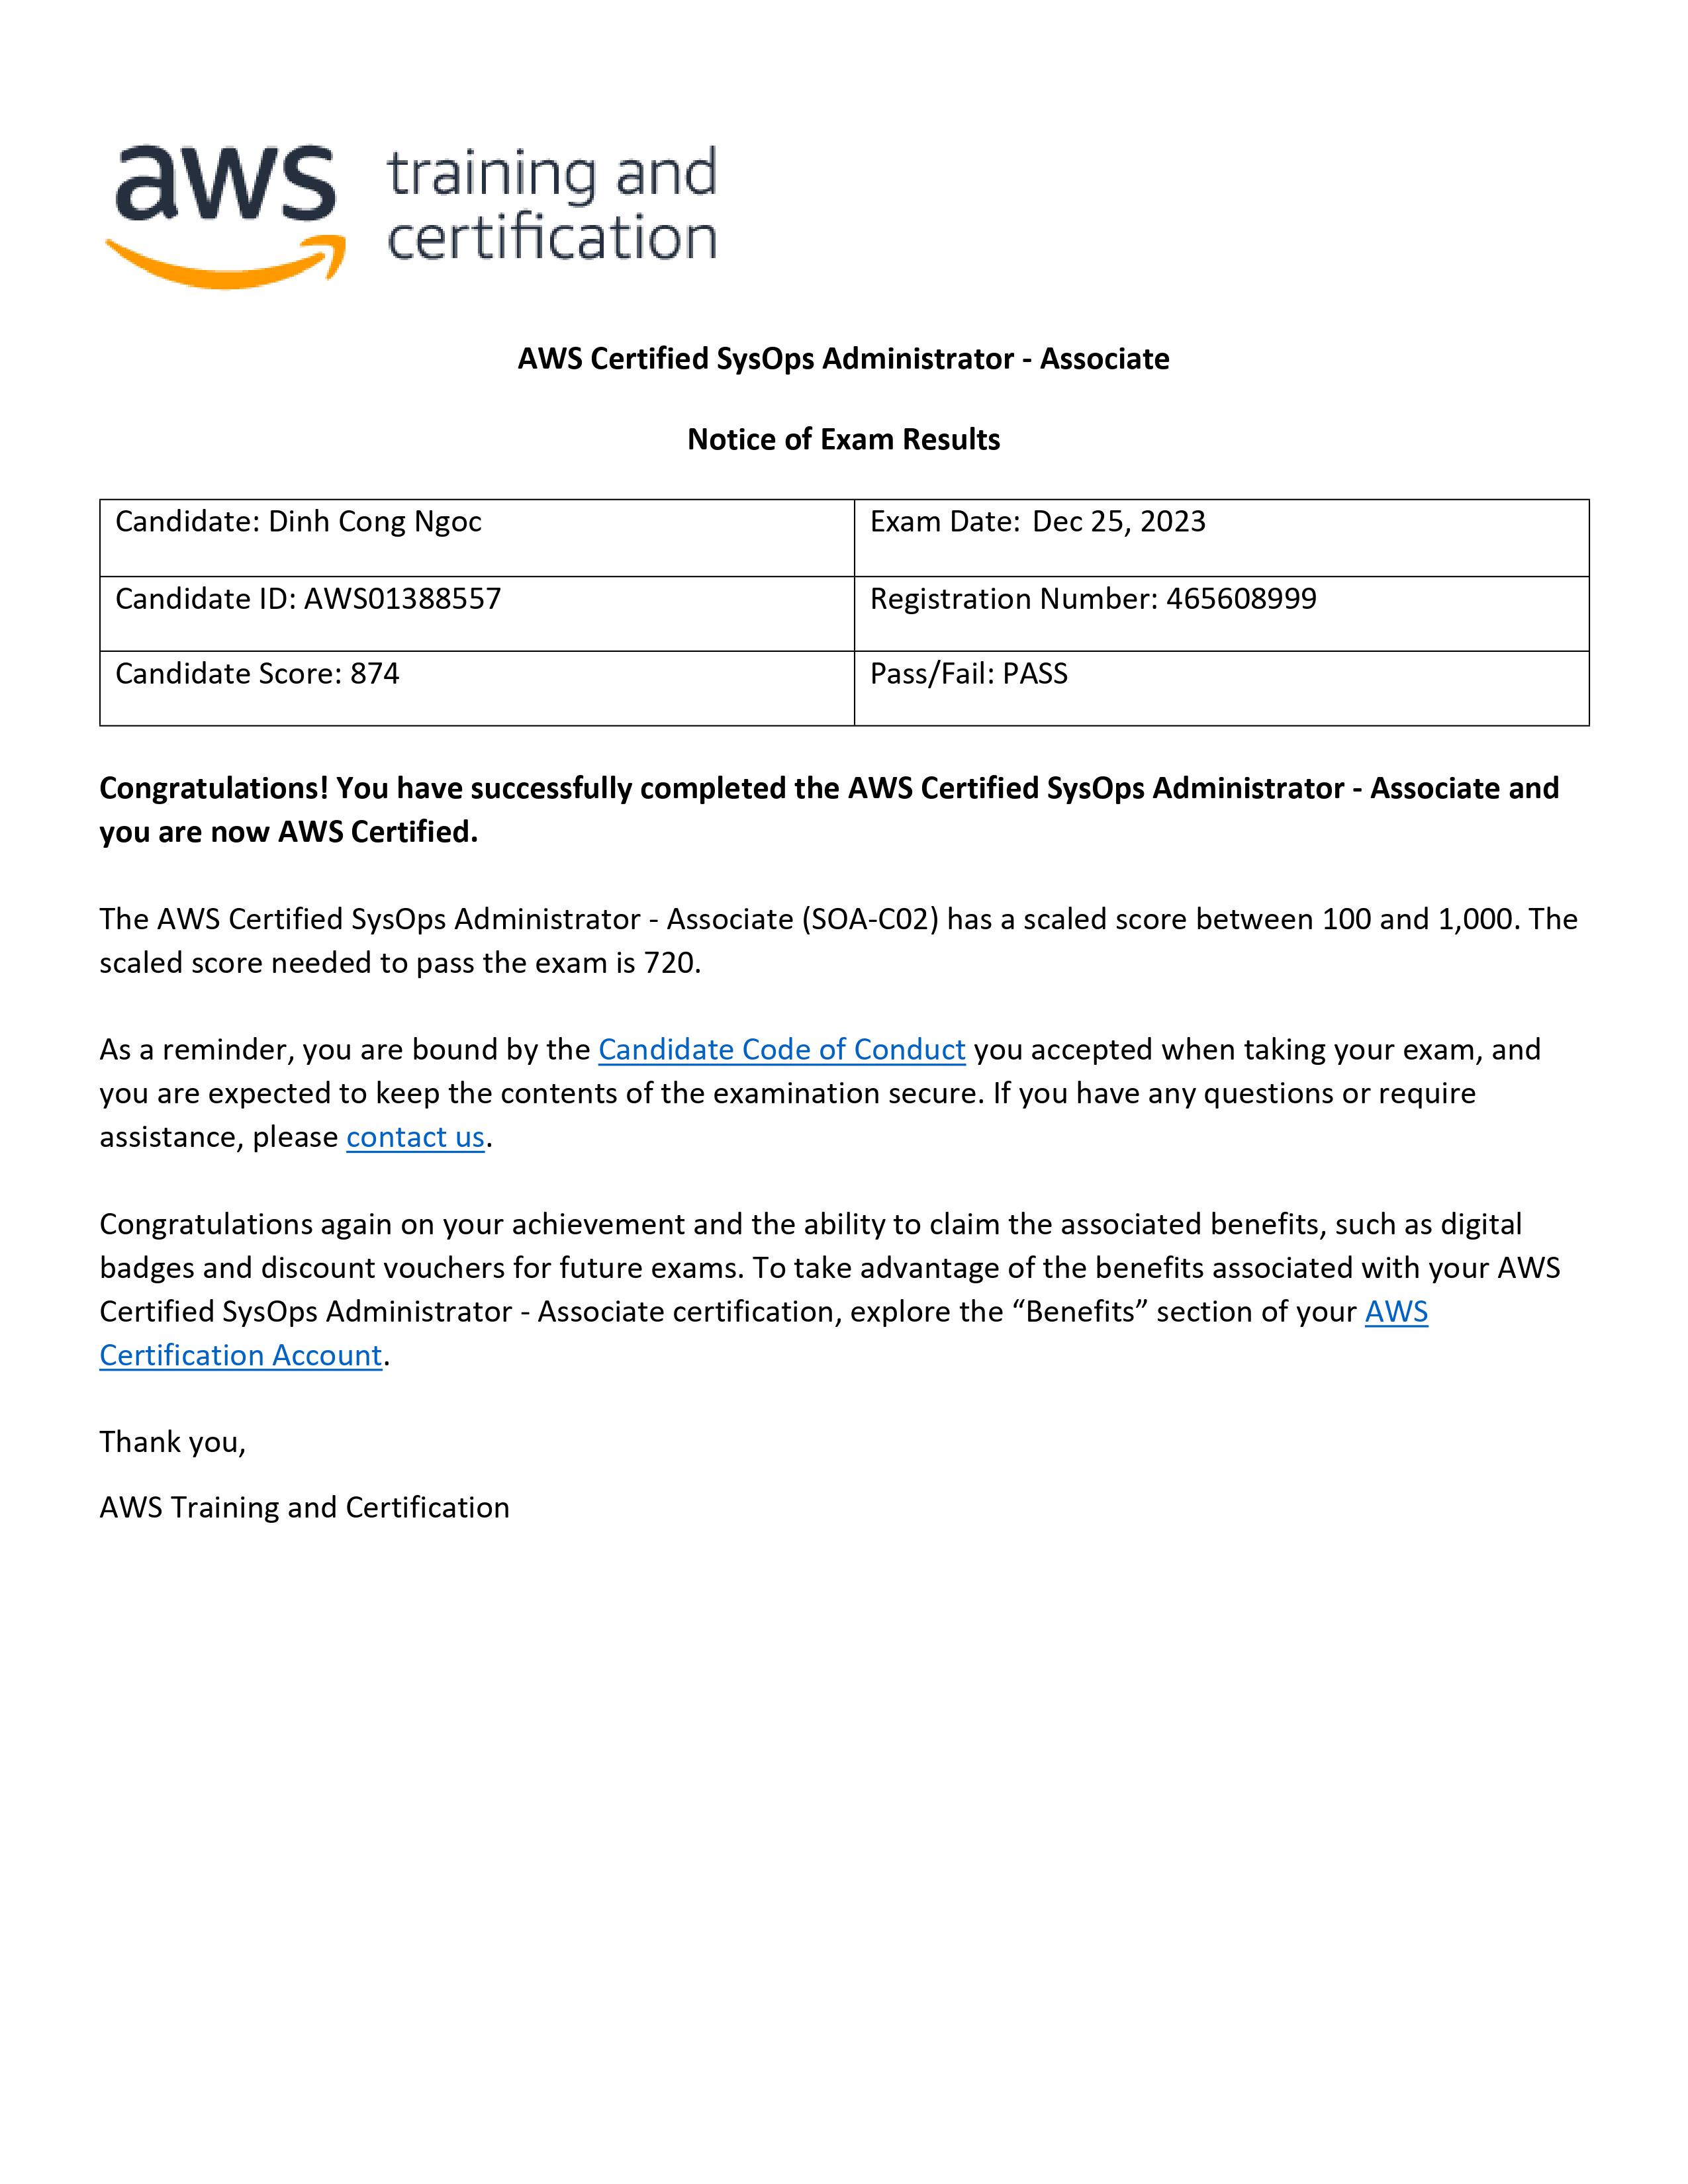 aws training and
certification
AWS Certified SysOps Administrator - Associate
Notice of Exam Results
Candidate: Dinh Cong Ngoc
Exam Date: Dec 25, 2023
Candidate ID: AWS01388557
Registration Number: 465608999
Candidate Score: 874
Pass/Fail: PASS
Congratulations! You have successfully completed the AWS Certified SysOps Administrator - Associate and
you are now AWS Certified.
The AWS Certified SysOps Administrator - Associate (SOA-C02) has a scaled score between 100 and 1,000. The
scaled score needed to pass the exam is 720.
As a reminder, you are bound by the Candidate Code of Conduct you accepted when taking your exam, and
you are expected to keep the contents of the examination secure. If you have any questions or require
assistance, please contact us.
Congratulations again on your achievement and the ability to claim the associated benefits, such as digital
badges and discount vouchers for future exams. To take advantage of the benefits associated with your AWS
Certified SysOps Administrator - Associate certification, explore the “Benefits” section of your AWS
Certification Account.
Thank you,
AWS Training and Certification